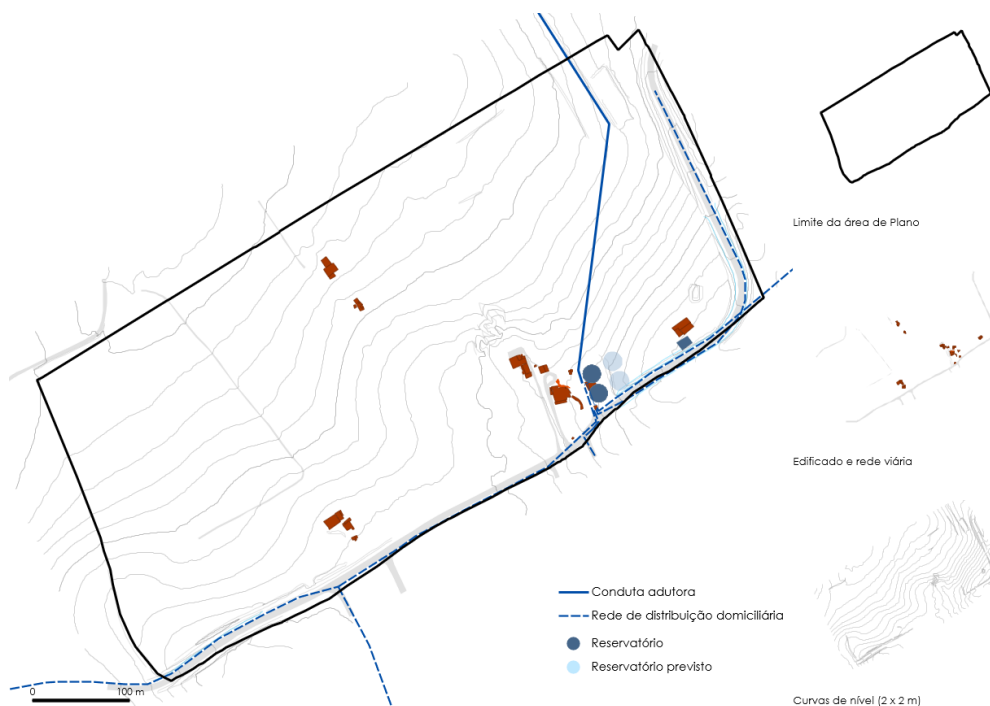 Limite da área de Plano
Edificado e rede viária
Conduta adutora
Rede de distribuição domiciliária
Reservatório
Reservatório previsto
0 100 m
Curvas de nível (2 x 2 m)